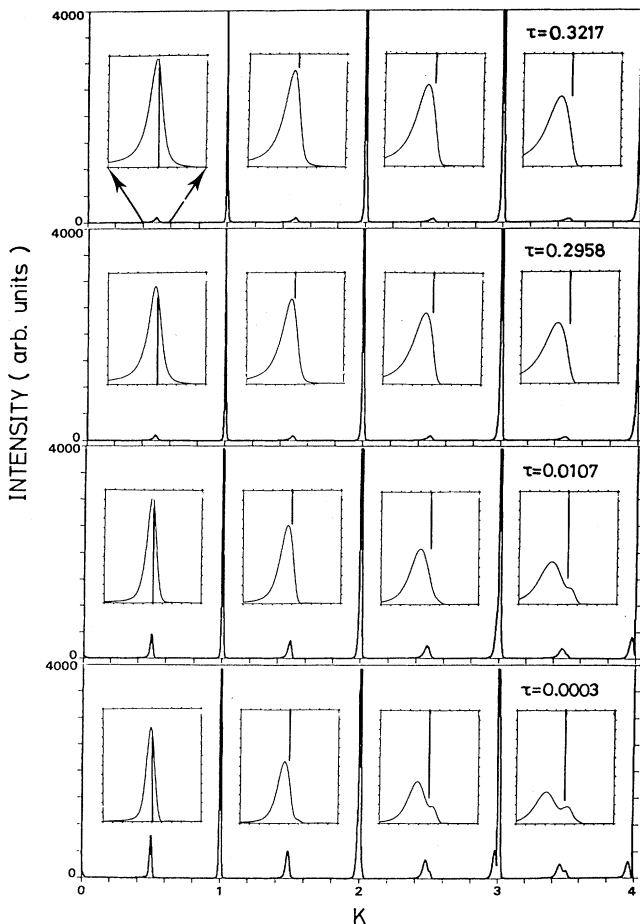 4000
τ=0.3217
0
4000
τ=0.2958
0
4000
τ=0.0107
0
4000
τ=0.0003
0
0 1 2 3 4
K
INTENSITY ( arb. units )